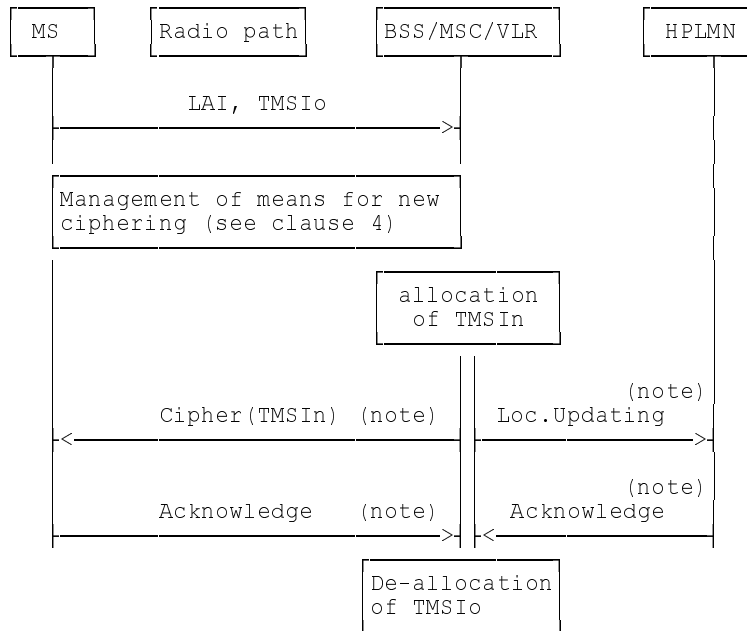 MS
Radio path
BSS/MSC/VLR
HPLMN
LAI, TMSIo
Management of means for new
ciphering (see clause 4)
allocation
of TMSIn
(note)
Cipher(TMSIn) (note)
Loc.Updating
(note)
Acknowledge (note)
Acknowledge
De-allocation
of TMSIo